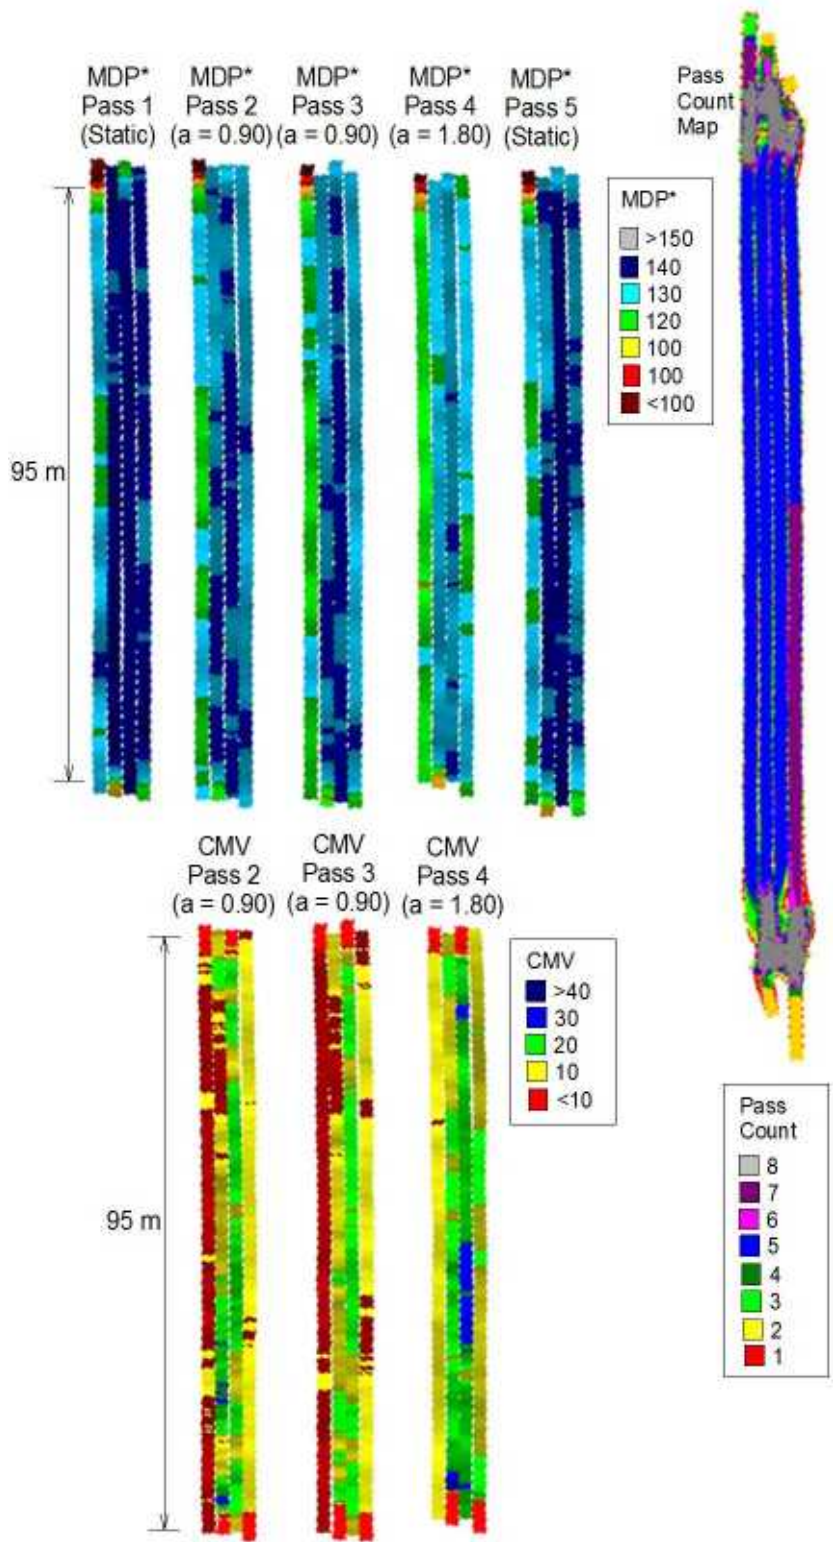 MDP*
Pass 1
(Static)
MDP*
Pass 2
(a = 0.90)
MDP*
Pass 3
(a = 0.90)
MDP*
Pass 4
(a = 1.80)
MDP*
Pass 5
(Static)
Pass
Count
Map
95 m
MDP*
>150
140
130
120
100
100
<100
CMV
Pass 2
(a = 0.90)
CMV
Pass 3
(a = 0.90)
CMV
Pass 4
(a = 1.80)
95 m
CMV
>40
30
20
10
<10
Pass
Count
8
7
6
5
4
3
2
1